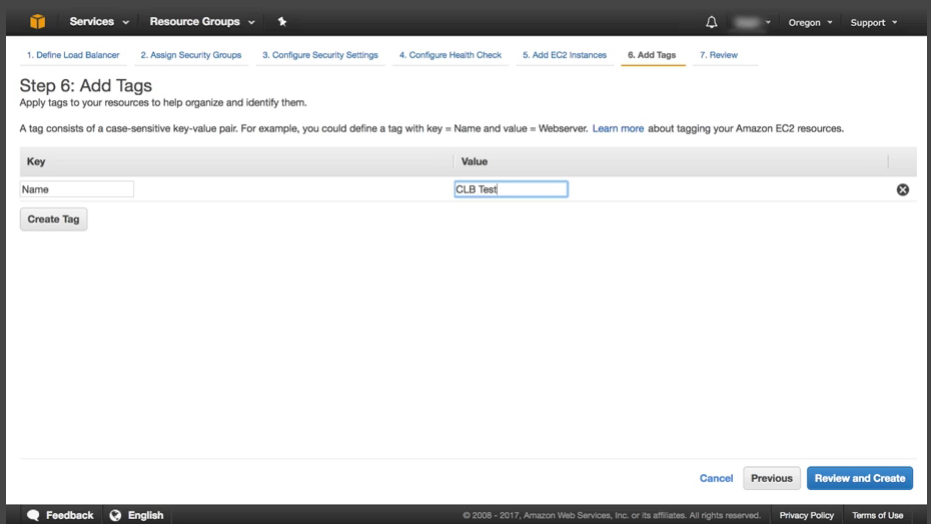 Services Resource Groups Oregon Support
1. Define Load Balancer 2. Assign Security Groups 3. Configure Security Settings 4. Configure Health Check 5. Add EC2 Instances 6. Add Tags 7. Review
Step 6: Add Tags
Apply tags to your resources to help organize and identify them.
A tag consists of a case-sensitive key-value pair. For example, you could define a tag with key = Name and value = Webserver. Learn more about tagging your Amazon EC2 resources.
Key Value
Name CLB Test
Create Tag
Cancel Previous Review and Create
Feedback English © 2008 - 2017, Amazon Web Services, Inc. or its affiliates. All rights reserved. Privacy Policy Terms of Use